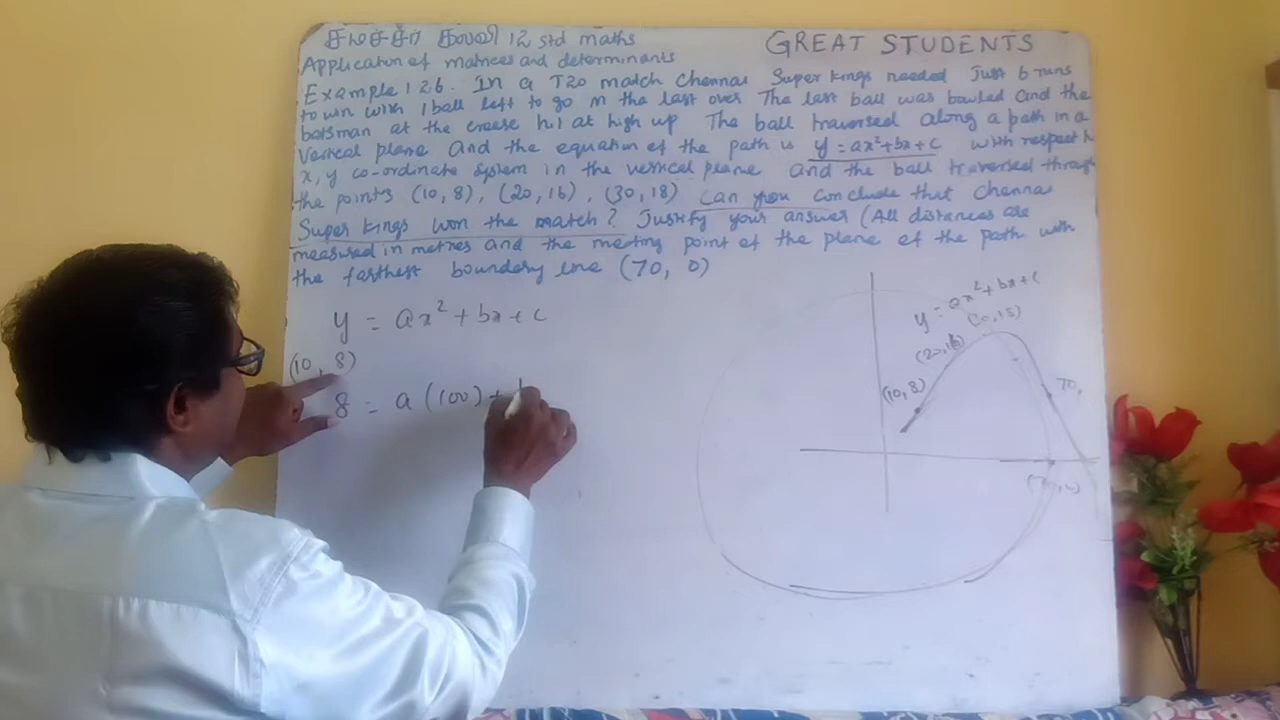 சமச்சீர் கல்வி 12 std maths
GREAT STUDENTS
Application of matrices and determinants
Example 1 26. In a T20 match Chennai Super kings needed Just 6 runs
to win with 1 ball left to go in the last over The last ball was bowled and the
batsman at the crease hit at high up The ball traversed along a path in a
Vertical plane and the equation of the path is y = ax²+bx+c with respect
x, y co-ordinate system in the vertical plane and the ball traversed through
the points (10, 8), (20, 16), (30, 18) can you conclude that chennai
Super kings won the match? Justify your answer (All distances are
measured in metres and the meeting point of the plane of the path with
the farthest boundary line (70, 0)
y = ax² + bx + c
(10, 8)
8 = a (100) +
y = ax²+bx+c
(20,16)
(10,8)
70,